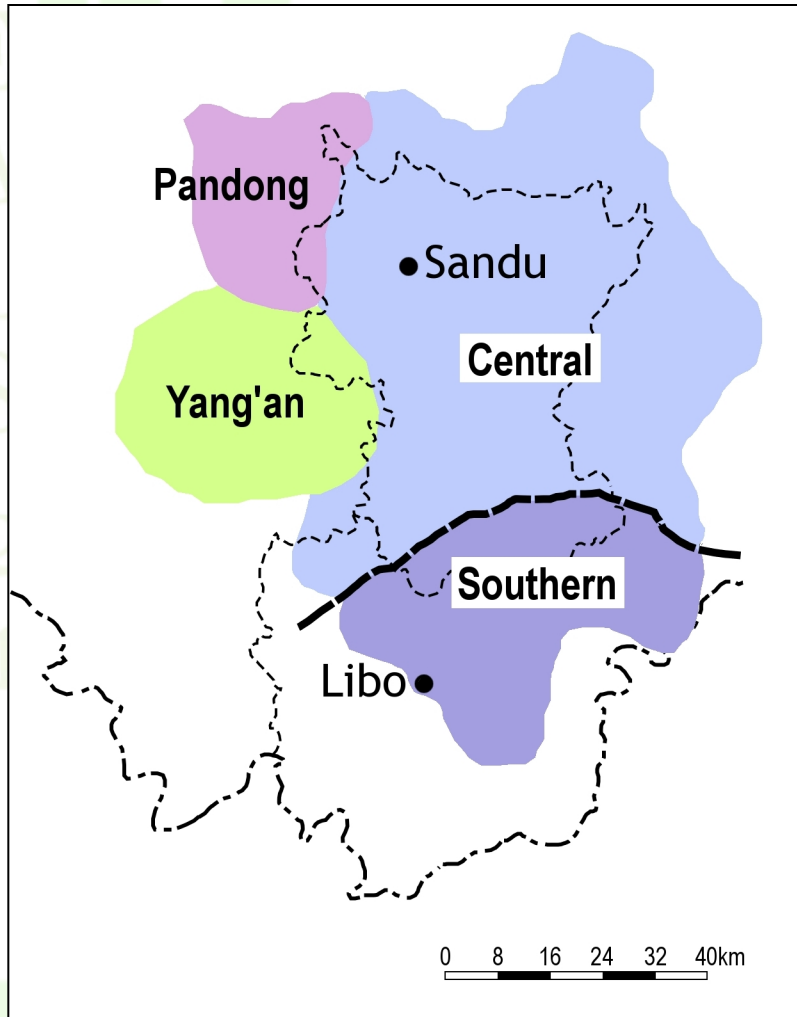 Pandong
Sandu
Central
Yang'an
Southern
Libo
0 8 16 24 32 40km